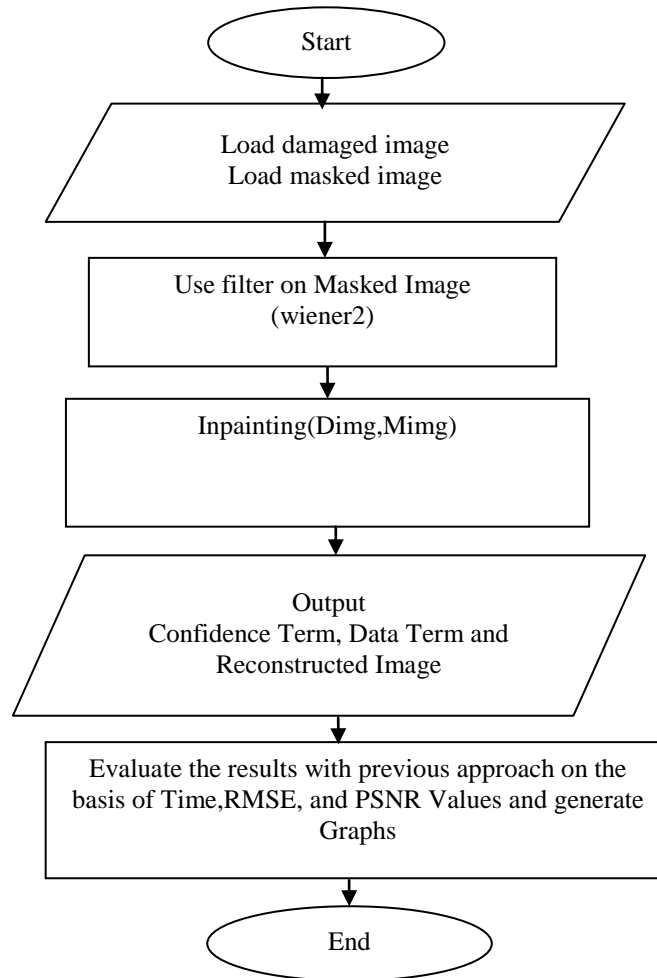 Start
Load damaged image
Load masked image
Use filter on Masked Image
(wiener2)
Inpainting(Dimg,Mimg)
Output
Confidence Term, Data Term and
Reconstructed Image
Evaluate the results with previous approach on the
basis of Time,RMSE, and PSNR Values and generate
Graphs
End